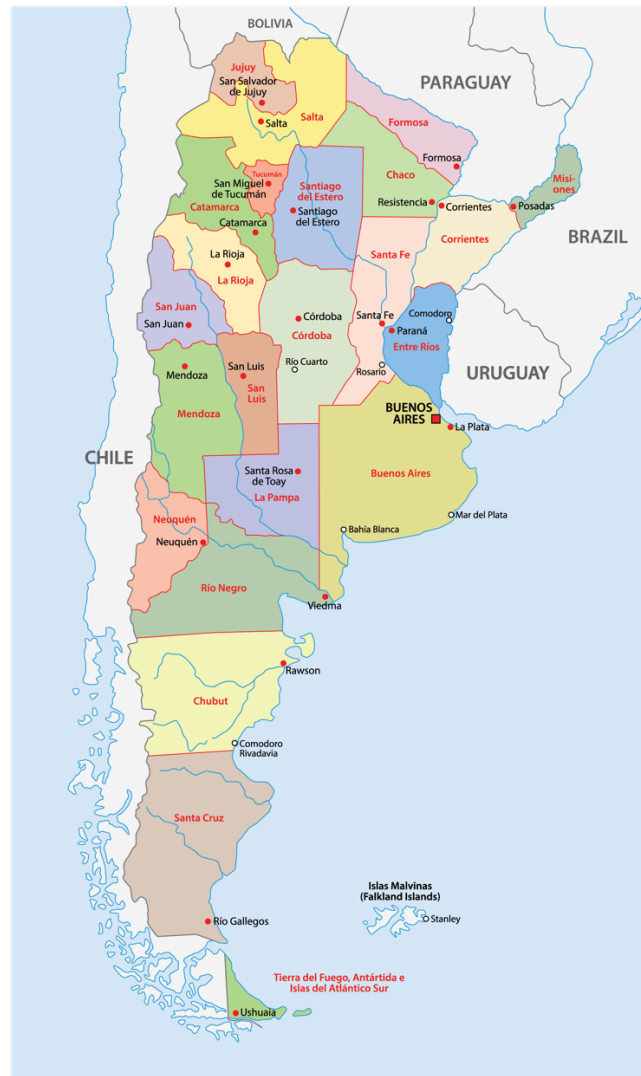 BOLIVIA
Jujuy
San Salvador
de Jujuy
PARAGUAY
Salta
Salta
Formosa
Formosa
Tucumán
San Miguel
de Tucumán
Santiago
del Estero
Chaco
Misi-
ones
Catamarca
Resistencia
Corrientes
Posadas
Santiago
del Estero
Catamarca
Corrientes
BRAZIL
La Rioja
Santa Fe
La Rioja
San Juan
San Juan
Córdoba
Córdoba
Santa Fe
Comodoro
Paraná
Entre Ríos
Río Cuarto
Rosario
San Luis
Mendoza
San
Luis
URUGUAY
Mendoza
BUENOS
AIRES
La Plata
CHILE
Santa Rosa
de Toay
La Pampa
Buenos Aires
Neuquén
Mar del Plata
Bahía Blanca
Neuquén
Río Negro
Viedma
Rawson
Chubut
Comodoro
Rivadavia
Santa Cruz
Islas Malvinas
(Falkland Islands)
Stanley
Río Gallegos
Tierra del Fuego, Antártida e
Islas del Atlántico Sur
Ushuaia